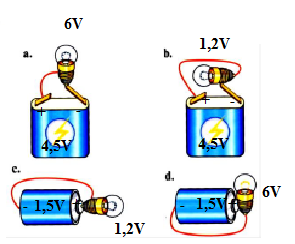 6V
1,2V
a.
b.
+
+ -
4,5V
4,5V
c.
d.
- 1,5V
1,2V
- 1,5V
6V